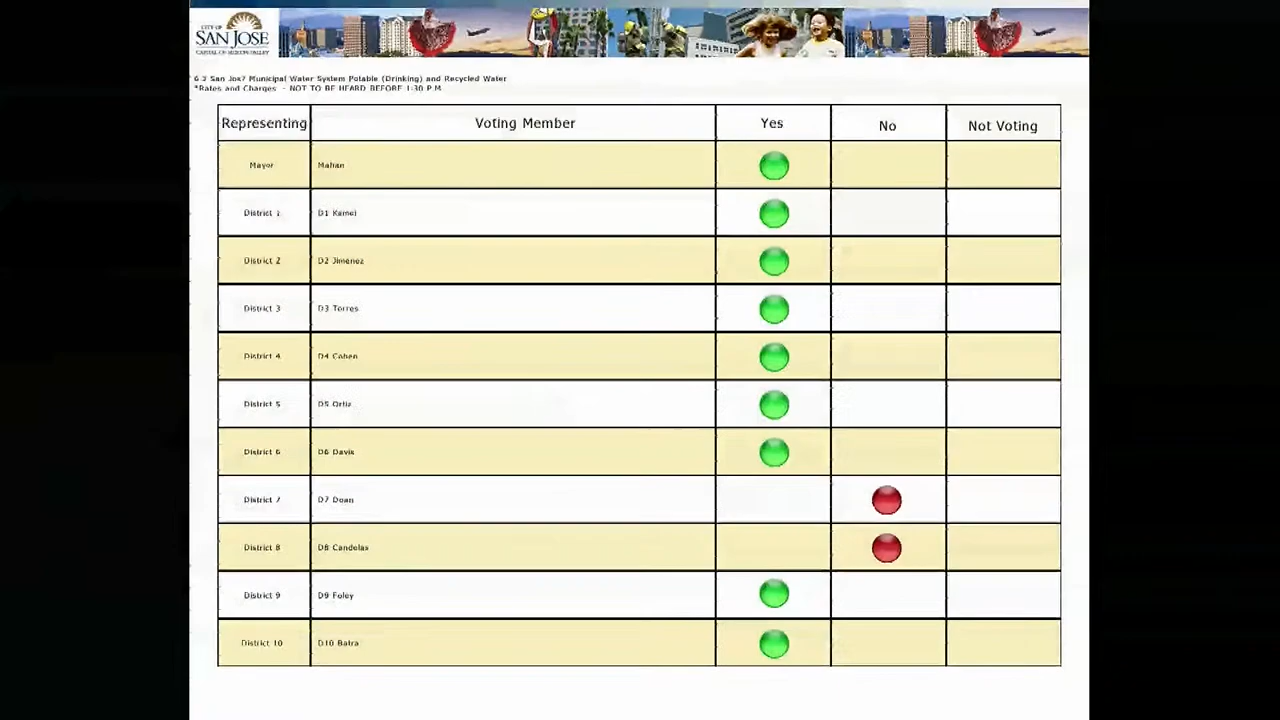 CITY OF
SAN JOSE
CAPITAL OF SILICON VALLEY
6 2 San Jos? Municipal Water System Potable (Drinking) and Recycled Water
*Rates and Charges - NOT TO BE HEARD BEFORE 1:30 P.M
Representing Voting Member Yes No Not Voting
Mayor Mahan
District 1 D1 Kamei
District 2 D2 Jimenez
District 3 D3 Torres
District 4 D4 Cohen
District 5 D5 Ortiz
District 6 D6 Davis
District 7 D7 Doan
District 8 D8 Candelas
District 9 D9 Foley
District 10 D10 Batra